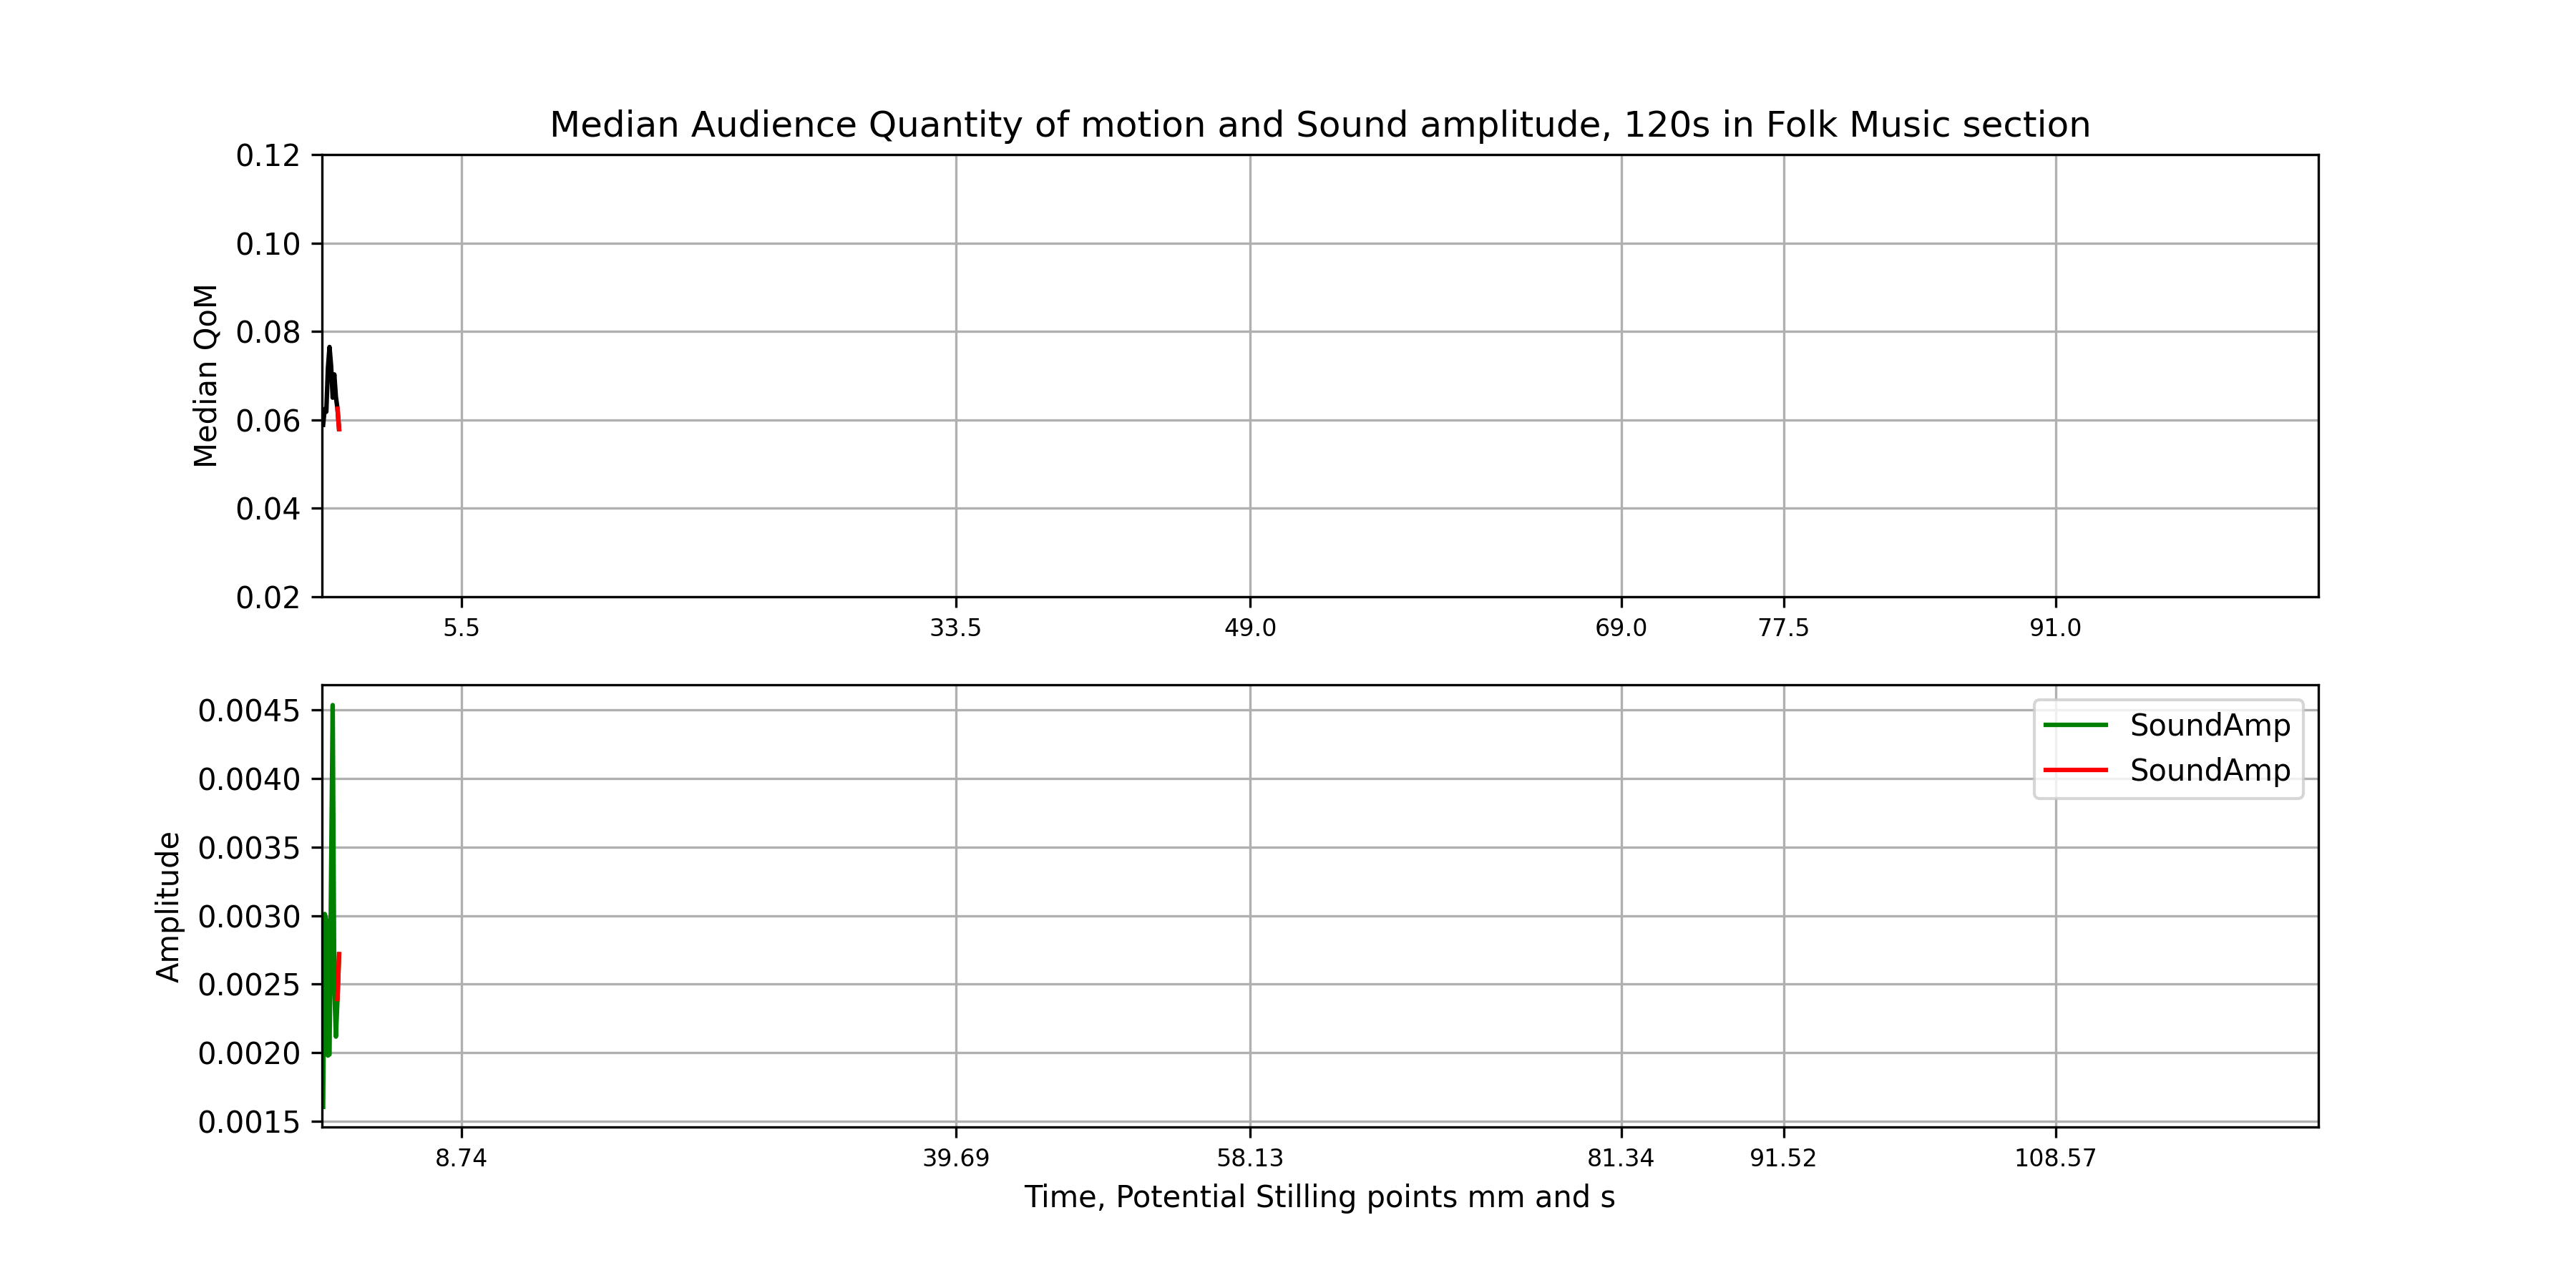 Median Audience Quantity of motion and Sound amplitude, 120s in Folk Music section
Median QoM
0.12
0.10
0.08
0.06
0.04
0.02
5.5 33.5 49.0 69.0 77.5 91.0
Amplitude
0.0045
0.0040
0.0035
0.0030
0.0025
0.0020
0.0015
SoundAmp
SoundAmp
8.74 39.69 58.13 81.34 91.52 108.57
Time, Potential Stilling points mm and s